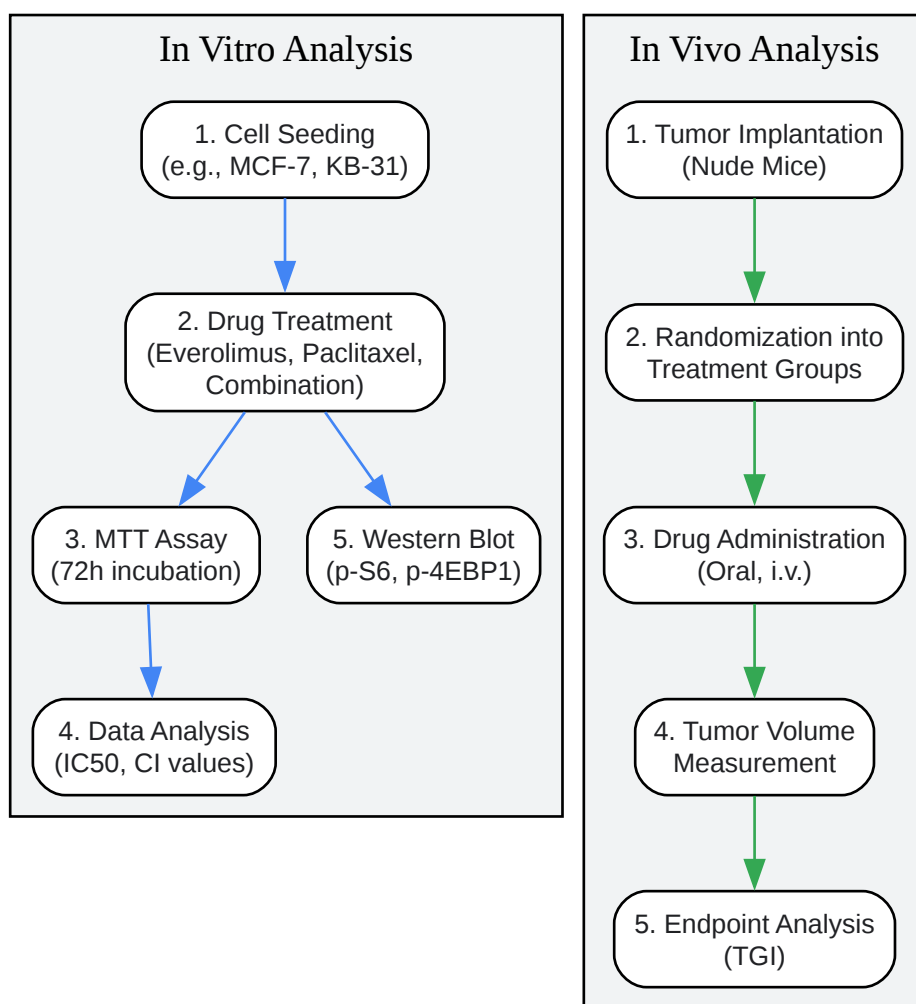 In Vitro Analysis
1. Cell Seeding
(e.g., MCF-7, KB-31)
2. Drug Treatment
(Everolimus, Paclitaxel,
Combination)
3. MTT Assay
(72h incubation)
5. Western Blot
(p-S6, p-4EBP1)
4. Data Analysis
(IC50, CI values)
In Vivo Analysis
1. Tumor Implantation
(Nude Mice)
2. Randomization into
Treatment Groups
3. Drug Administration
(Oral, i.v.)
4. Tumor Volume
Measurement
5. Endpoint Analysis
(TGI)